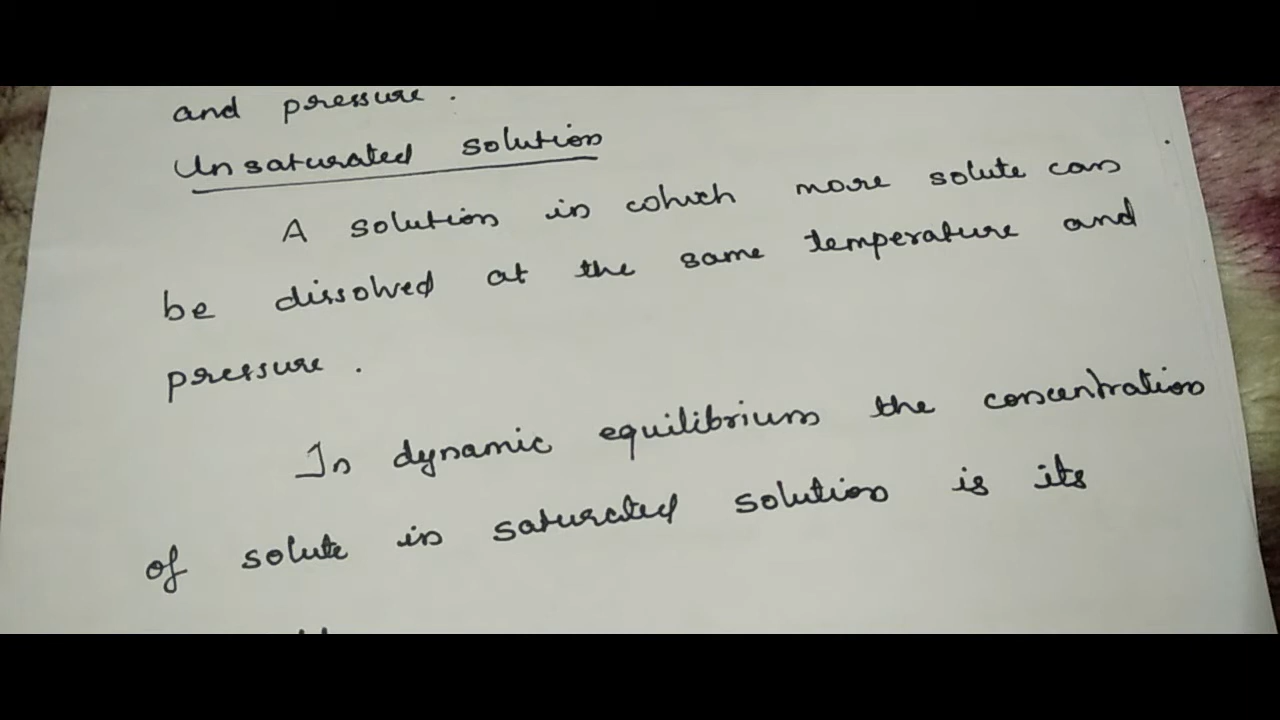 and pressure.
Unsaturated solution
A solution in which more solute can
be dissolved at the same temperature and
pressure.
In dynamic equilibrium the concentration
of solute in saturated solution is its